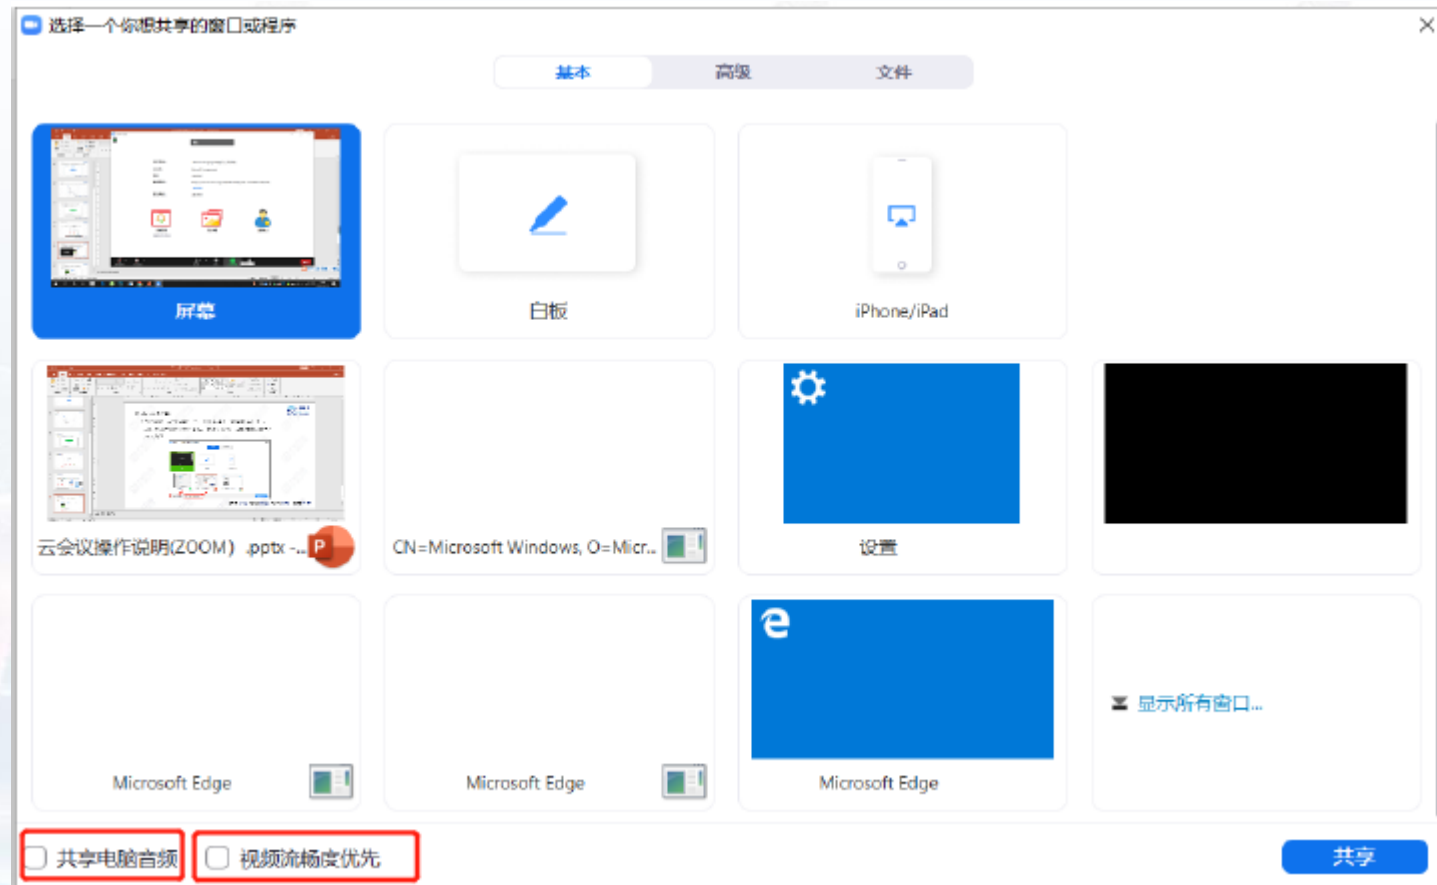 选择一个你想共享的窗口或程序
基本
高级
文件
屏幕
白板
iPhone/iPad
云会议操作说明(ZOOM）.pptx -...
CN=Microsoft Windows, O=Micr...
设置
Microsoft Edge
Microsoft Edge
Microsoft Edge
显示所有窗口...
共享电脑音频
视频流畅度优先
共享